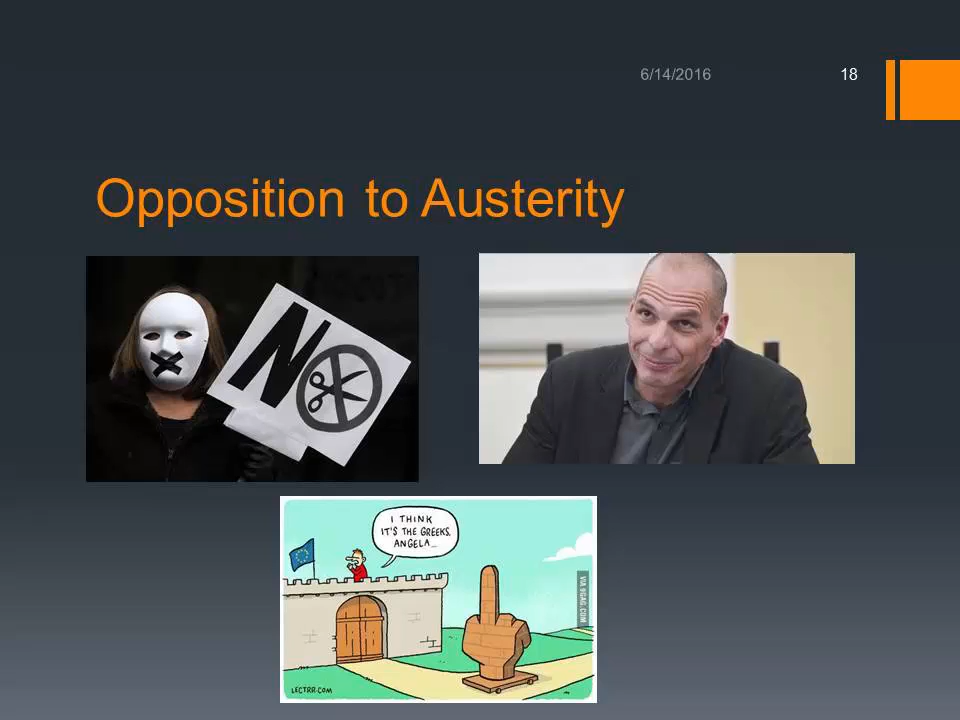 6/14/2016
18
Opposition to Austerity
NO
I THINK
IT'S THE GREEKS,
ANGELA...
VIA 9GAG.COM
LECTRR.COM